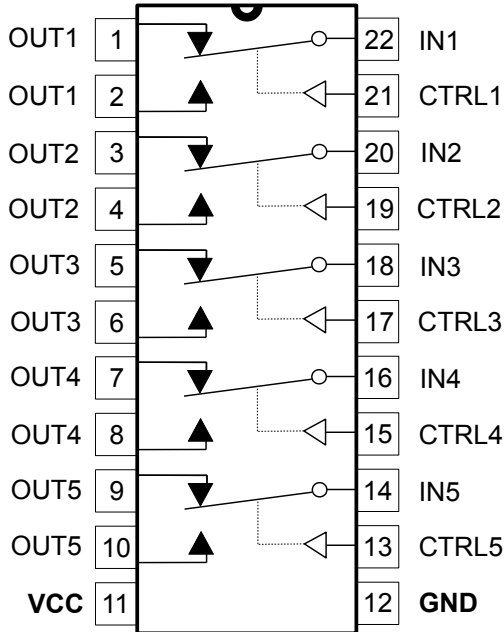 OUT1 1 22 IN1
OUT1 2 21 CTRL1
OUT2 3 20 IN2
OUT2 4 19 CTRL2
OUT3 5 18 IN3
OUT3 6 17 CTRL3
OUT4 7 16 IN4
OUT4 8 15 CTRL4
OUT5 9 14 IN5
OUT5 10 13 CTRL5
VCC 11 12 GND